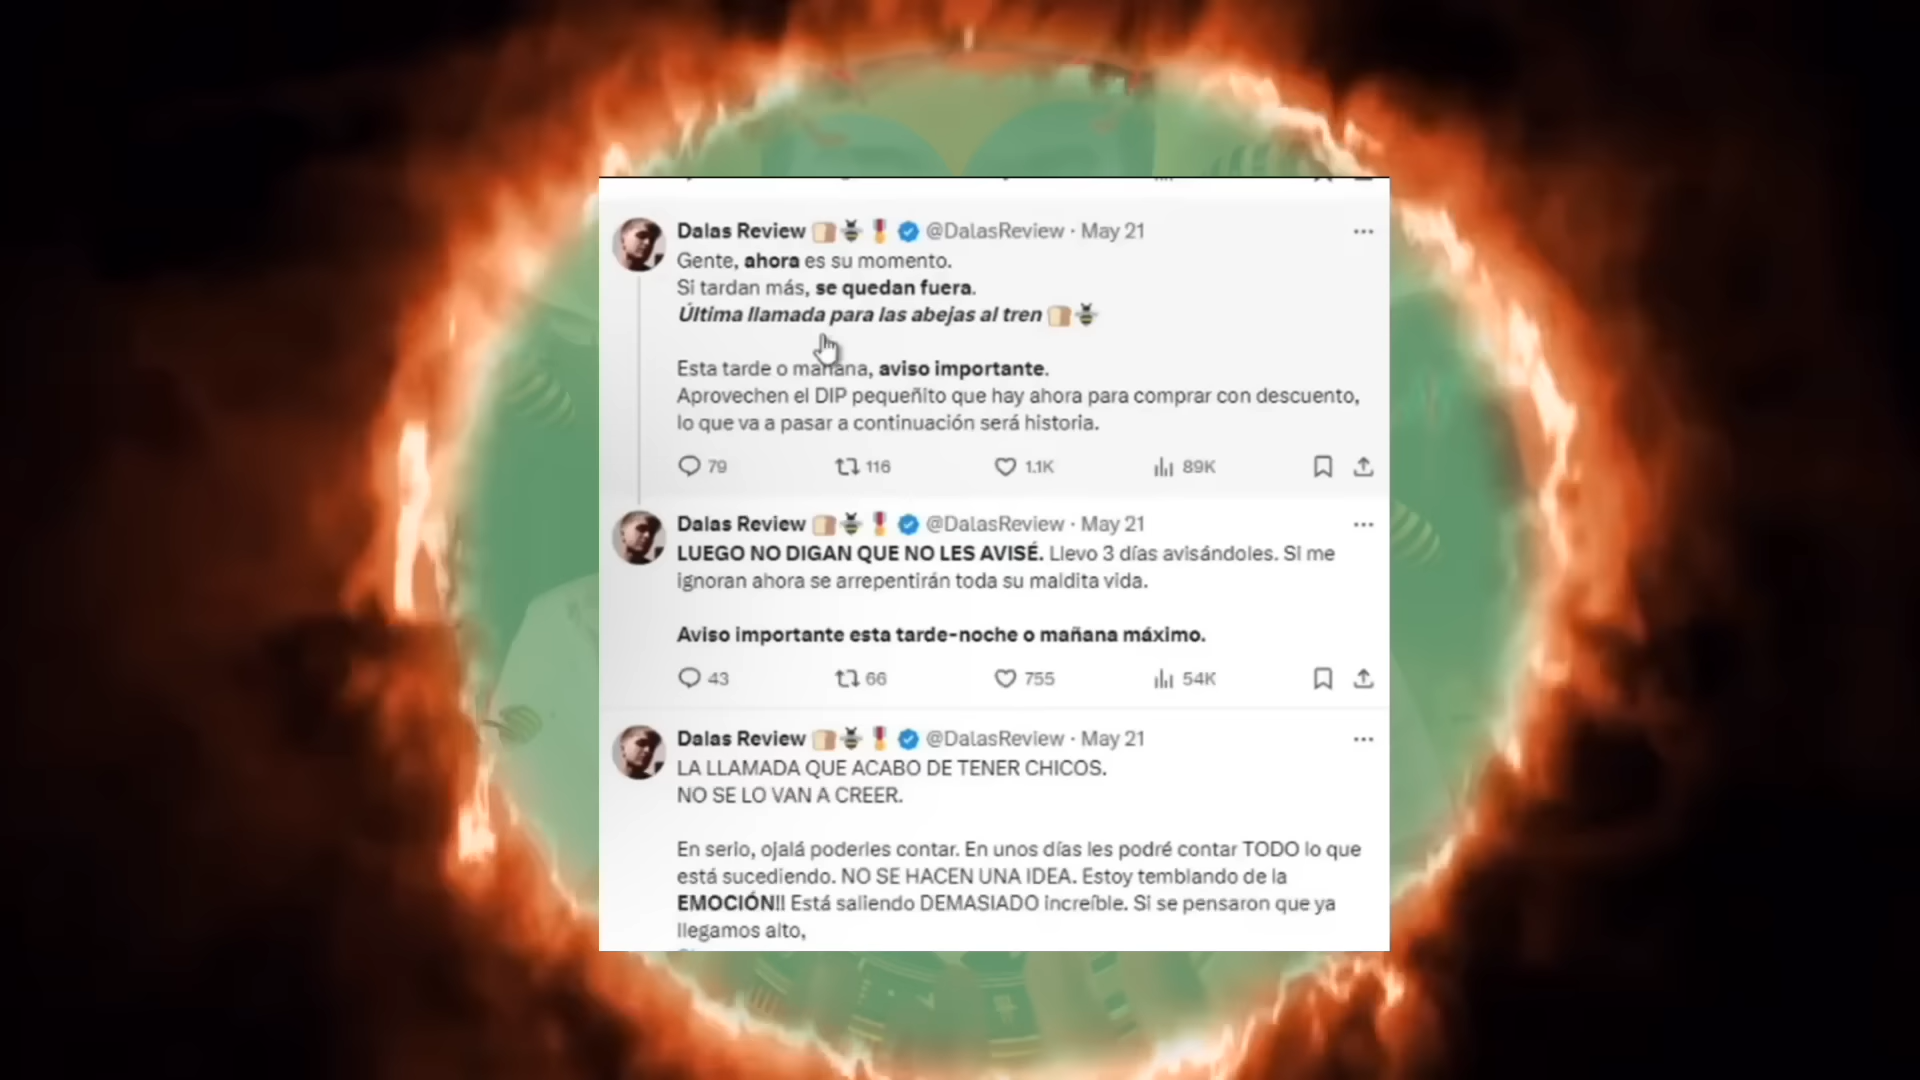 Dalas Review 🍞🐝🎖️ @DalasReview · May 21
Gente, ahora es su momento.
Si tardan más, se quedan fuera.
Última llamada para las abejas al tren 🍞🐝
Esta tarde o mañana, aviso importante.
Aprovechen el DIP pequeñito que hay ahora para comprar con descuento,
lo que va a pasar a continuación será historia.
79 116 1.1K 89K
Dalas Review 🍞🐝🎖️ @DalasReview · May 21
LUEGO NO DIGAN QUE NO LES AVISÉ. Llevo 3 días avisándoles. Si me
ignoran ahora se arrepentirán toda su maldita vida.
Aviso importante esta tarde-noche o mañana máximo.
43 66 755 54K
Dalas Review 🍞🐝🎖️ @DalasReview · May 21
LA LLAMADA QUE ACABO DE TENER CHICOS.
NO SE LO VAN A CREER.
En serio, ojalá poderles contar. En unos días les podré contar TODO lo que
está sucediendo. NO SE HACEN UNA IDEA. Estoy temblando de la
EMOCIÓN!! Está saliendo DEMASIADO increíble. Si se pensaron que ya
llegamos alto,